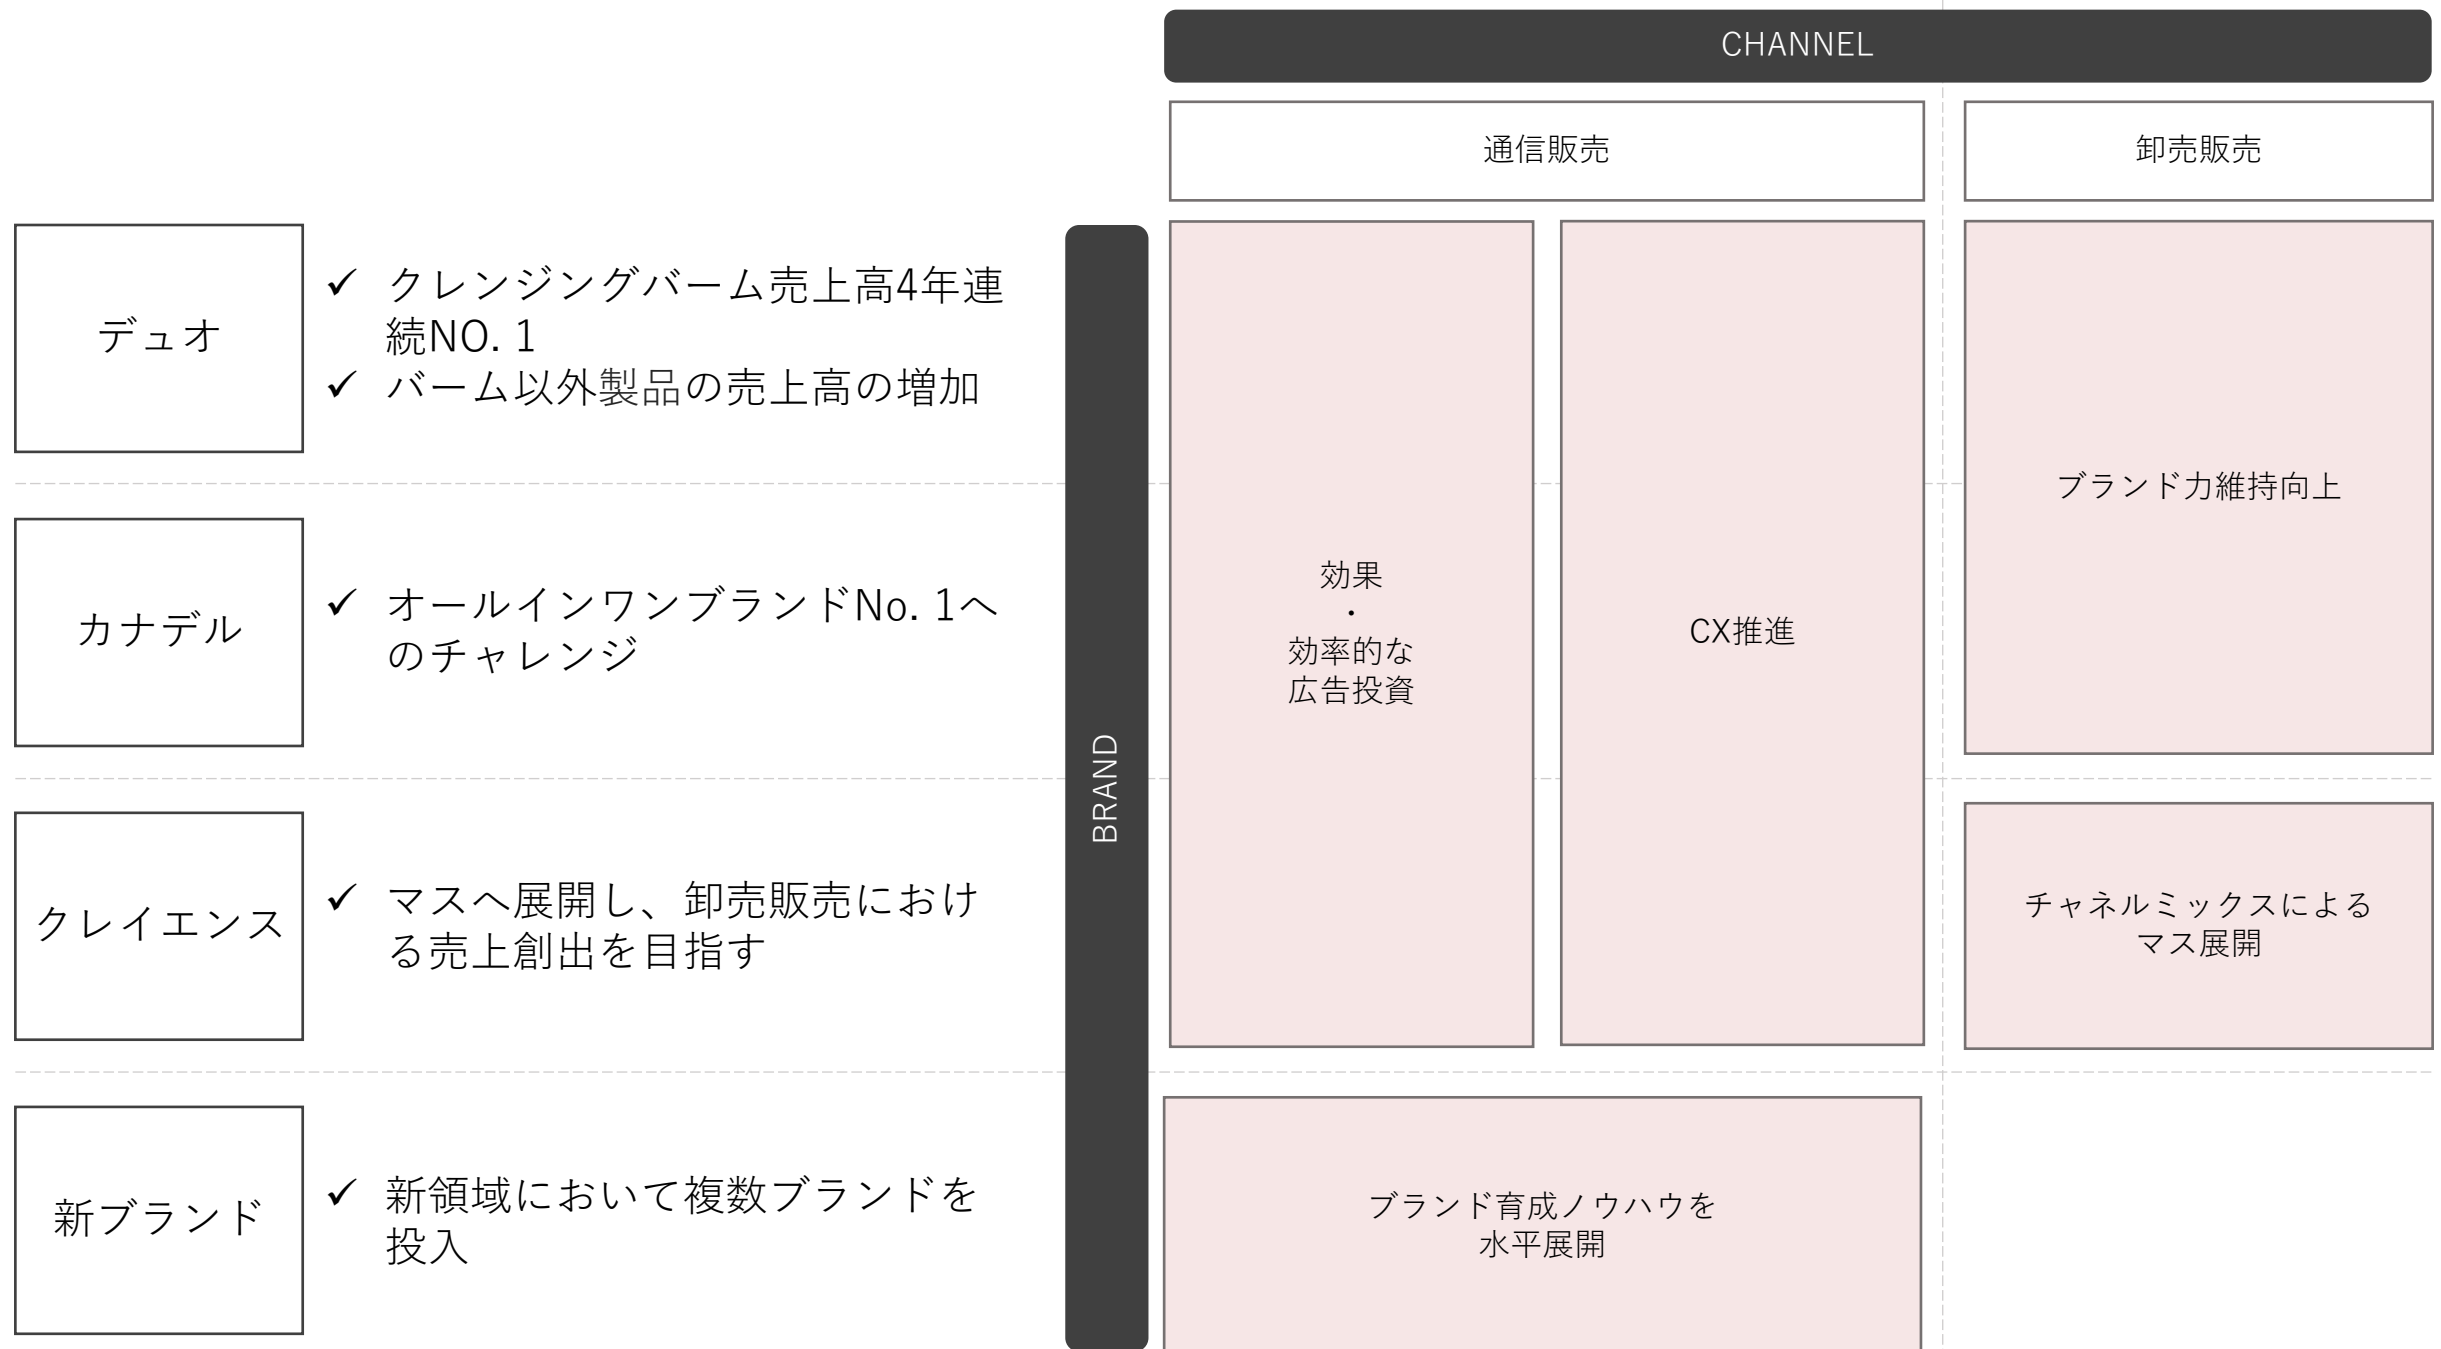 CHANNEL
通信販売
卸売販売
デュオ
✓ クレンジングバーム売上高4年連
続NO. 1
✓ バーム以外製品の売上高の増加
カナデル
✓ オールインワンブランドNo. 1へ
のチャレンジ
クレイエンス
✓ マスへ展開し、卸売販売におけ
る売上創出を目指す
新ブランド
✓ 新領域において複数ブランドを
投入
BRAND
効果
・
効率的な
広告投資
CX推進
ブランド力維持向上
チャネルミックスによる
マス展開
ブランド育成ノウハウを
水平展開